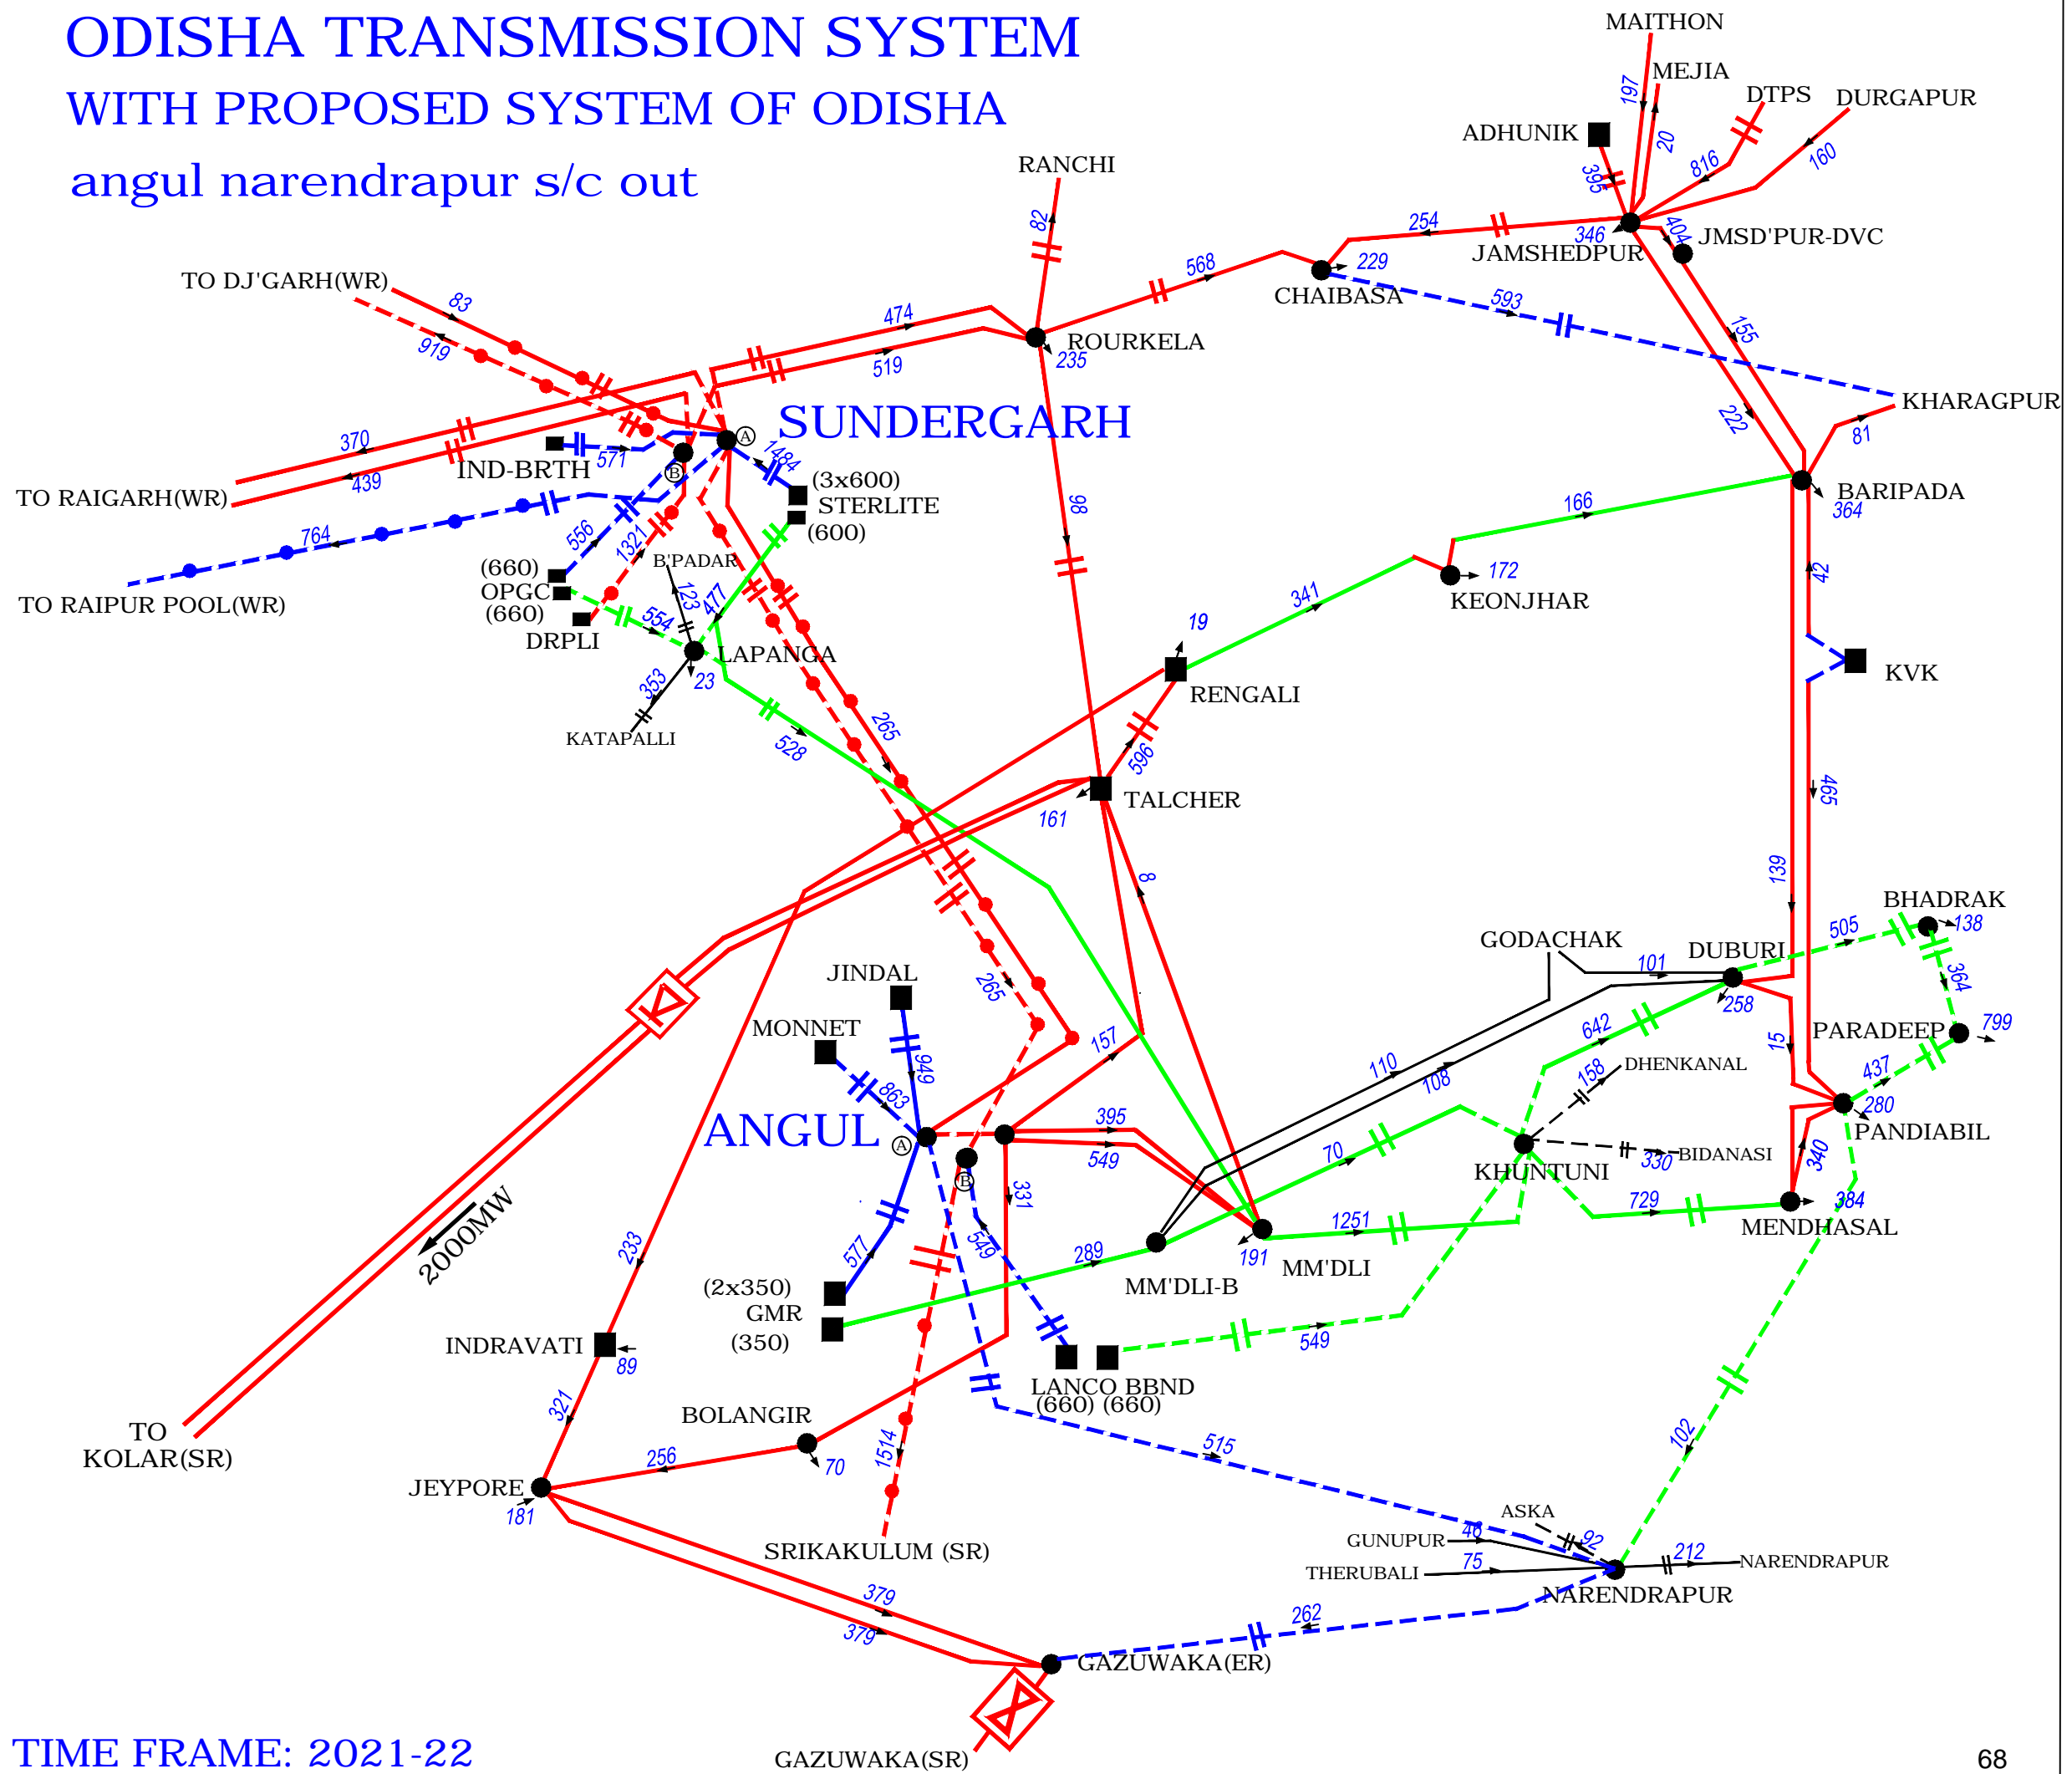 ODISHA TRANSMISSION SYSTEM
WITH PROPOSED SYSTEM OF ODISHA
angul narendrapur s/c out
MAITHON
MEJIA
DTPS
DURGAPUR
ADHUNIK
197
20
816
160
395
RANCHI
82
254
346
404
JMSD'PUR-DVC
JAMSHEDPUR
229
CHAIBASA
568
593
155
222
TO DJ'GARH(WR)
83
919
474
519
ROURKELA
235
KHARAGPUR
81
SUNDERGARH
A
B
370
439
TO RAIGARH(WR)
IND-BRTH
571
1484
(3x600)
STERLITE
(600)
BARIPADA
364
166
98
764
TO RAIPUR POOL(WR)
556
1321
(660)
OPGC
(660)
DRPLI
B'PADAR
123
477
554
LAPANGA
23
353
KATAPALLI
528
172
KEONJHAR
341
19
RENGALI
42
KVK
465
265
596
TALCHER
161
139
8
BHADRAK
138
505
364
GODACHAK
101
DUBURI
258
JINDAL
265
MONNET
949
863
157
PARADEEP
799
642
15
437
280
PANDIABIL
110
108
158
DHENKANAL
ANGUL
A
B
395
549
331
70
KHUNTUNI
330
BIDANASI
340
729
384
MENDHASAL
1251
2000MW
233
577
549
289
191
MM'DLI
MM'DLI-B
(2x350)
GMR
(350)
INDRAVATI
89
549
LANCO BBND
(660) (660)
321
BOLANGIR
70
256
1514
515
102
TO
KOLAR(SR)
JEYPORE
181
SRIKAKULUM (SR)
ASKA
92
GUNUPUR
46
THERUBALI
75
212
NARENDRAPUR
NARENDRAPUR
379
379
262
GAZUWAKA(ER)
GAZUWAKA(SR)
TIME FRAME: 2021-22
68